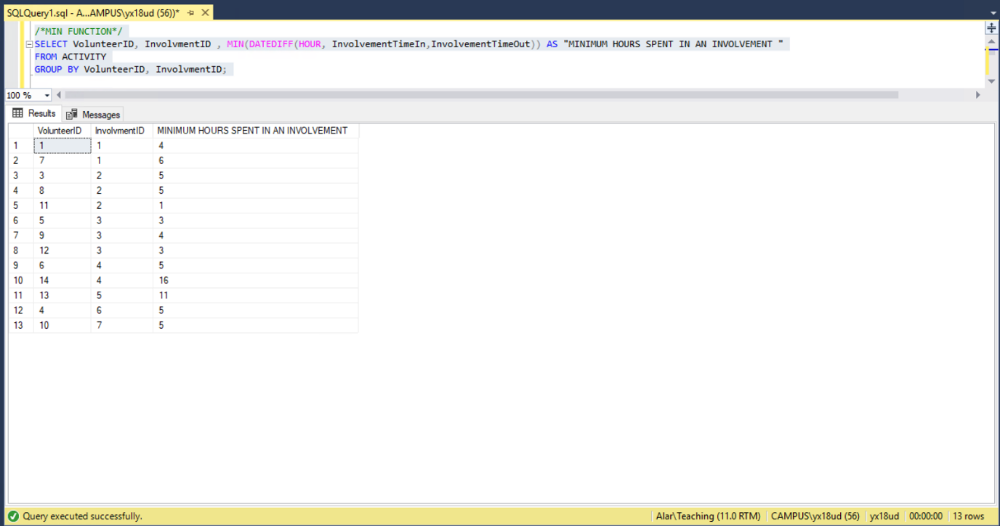 SQLQuery1.sql - A...AMPUS\yx18ud (56))*
/*MIN FUNCTION*/
SELECT VolunteerID, InvolvmentID , MIN(DATEDIFF(HOUR, InvolvementTimeIn,InvolvementTimeOut)) AS "MINIMUM HOURS SPENT IN AN INVOLVEMENT "
FROM ACTIVITY
GROUP BY VolunteerID, InvolvmentID;
100 %
Results Messages
VolunteerID InvolvmentID MINIMUM HOURS SPENT IN AN INVOLVEMENT
1 1 1 4
2 7 1 6
3 3 2 5
4 8 2 5
5 11 2 1
6 5 3 3
7 9 3 4
8 12 3 3
9 6 4 5
10 14 4 16
11 13 5 11
12 4 6 5
13 10 7 5
Query executed successfully. Alar\Teaching (11.0 RTM) CAMPUS\yx18ud (56) yx18ud 00:00:00 13 rows